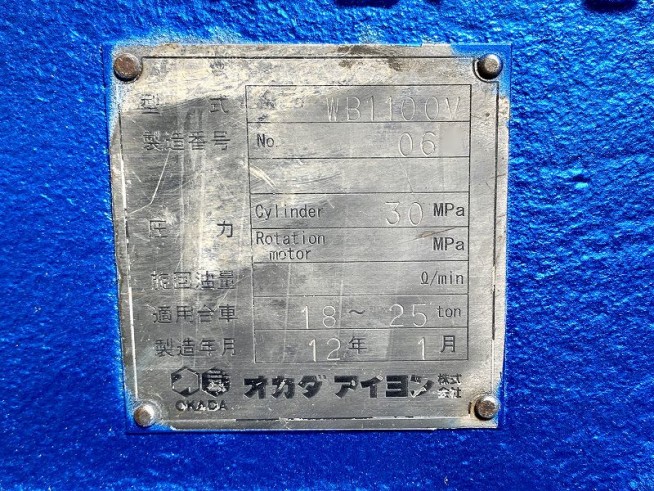 型 式 WB1100V
製造番号 No. 06
圧 力 Cylinder 30 MPa
Rotation motor MPa
旋回油量 ℓ/min
適用台車 18～25 ton
製造年月 12年 1月
OKADA オカダ アイヨン 株式会社